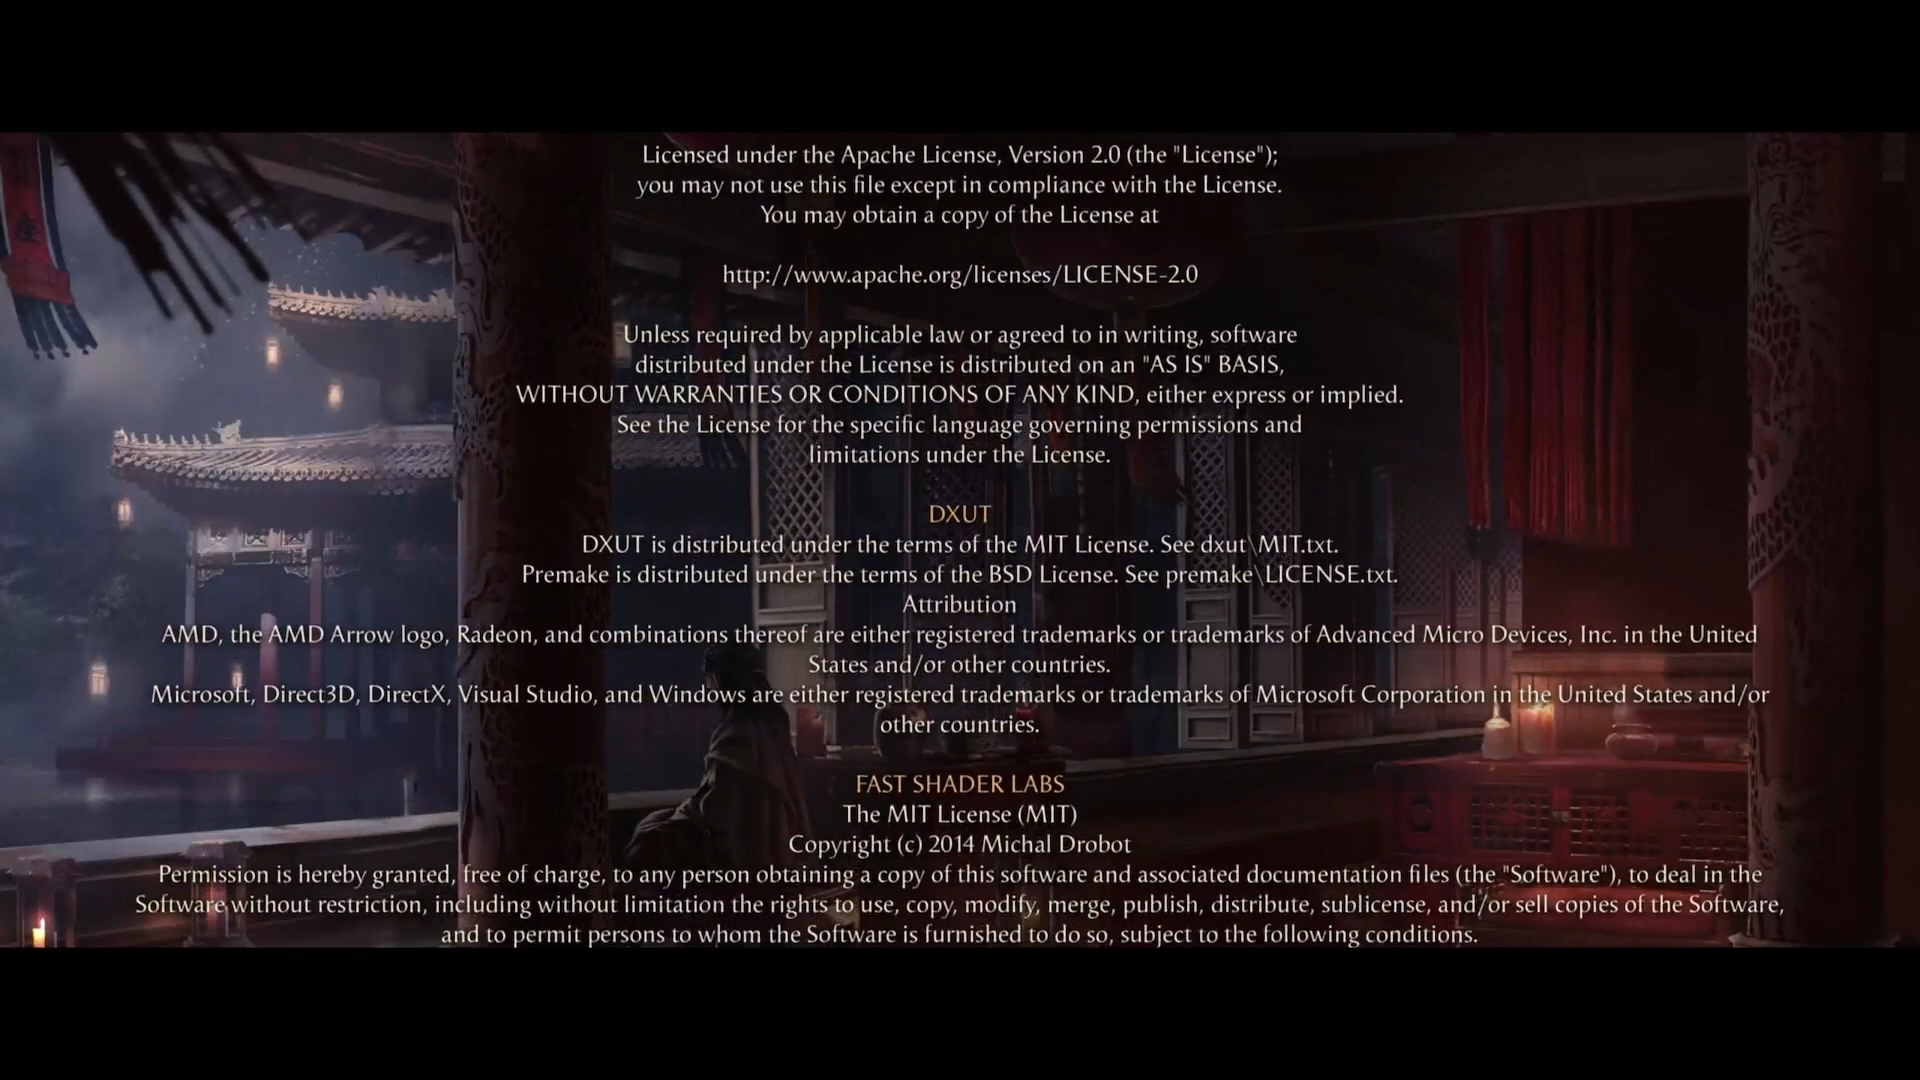 Licensed under the Apache License, Version 2.0 (the "License");
you may not use this file except in compliance with the License.
You may obtain a copy of the License at
http://www.apache.org/licenses/LICENSE-2.0
Unless required by applicable law or agreed to in writing, software
distributed under the License is distributed on an "AS IS" BASIS,
WITHOUT WARRANTIES OR CONDITIONS OF ANY KIND, either express or implied.
See the License for the specific language governing permissions and
limitations under the License.
DXUT
DXUT is distributed under the terms of the MIT License. See dxut\MIT.txt.
Premake is distributed under the terms of the BSD License. See premake\LICENSE.txt.
Attribution
AMD, the AMD Arrow logo, Radeon, and combinations thereof are either registered trademarks or trademarks of Advanced Micro Devices, Inc. in the United
States and/or other countries.
Microsoft, Direct3D, DirectX, Visual Studio, and Windows are either registered trademarks or trademarks of Microsoft Corporation in the United States and/or
other countries.
FAST SHADER LABS
The MIT License (MIT)
Copyright (c) 2014 Michal Drobot
Permission is hereby granted, free of charge, to any person obtaining a copy of this software and associated documentation files (the "Software"), to deal in the
Software without restriction, including without limitation the rights to use, copy, modify, merge, publish, distribute, sublicense, and/or sell copies of the Software,
and to permit persons to whom the Software is furnished to do so, subject to the following conditions.